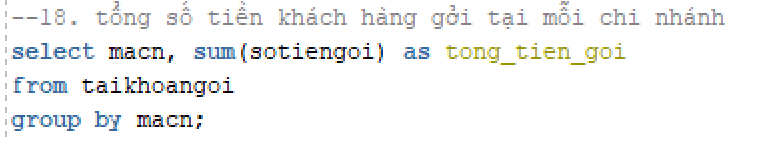 --18. tổng số tiền khách hàng gởi tại mỗi chi nhánh
select macn, sum(sotiengoi) as tong_tien_goi
from taikhoangoi
group by macn;